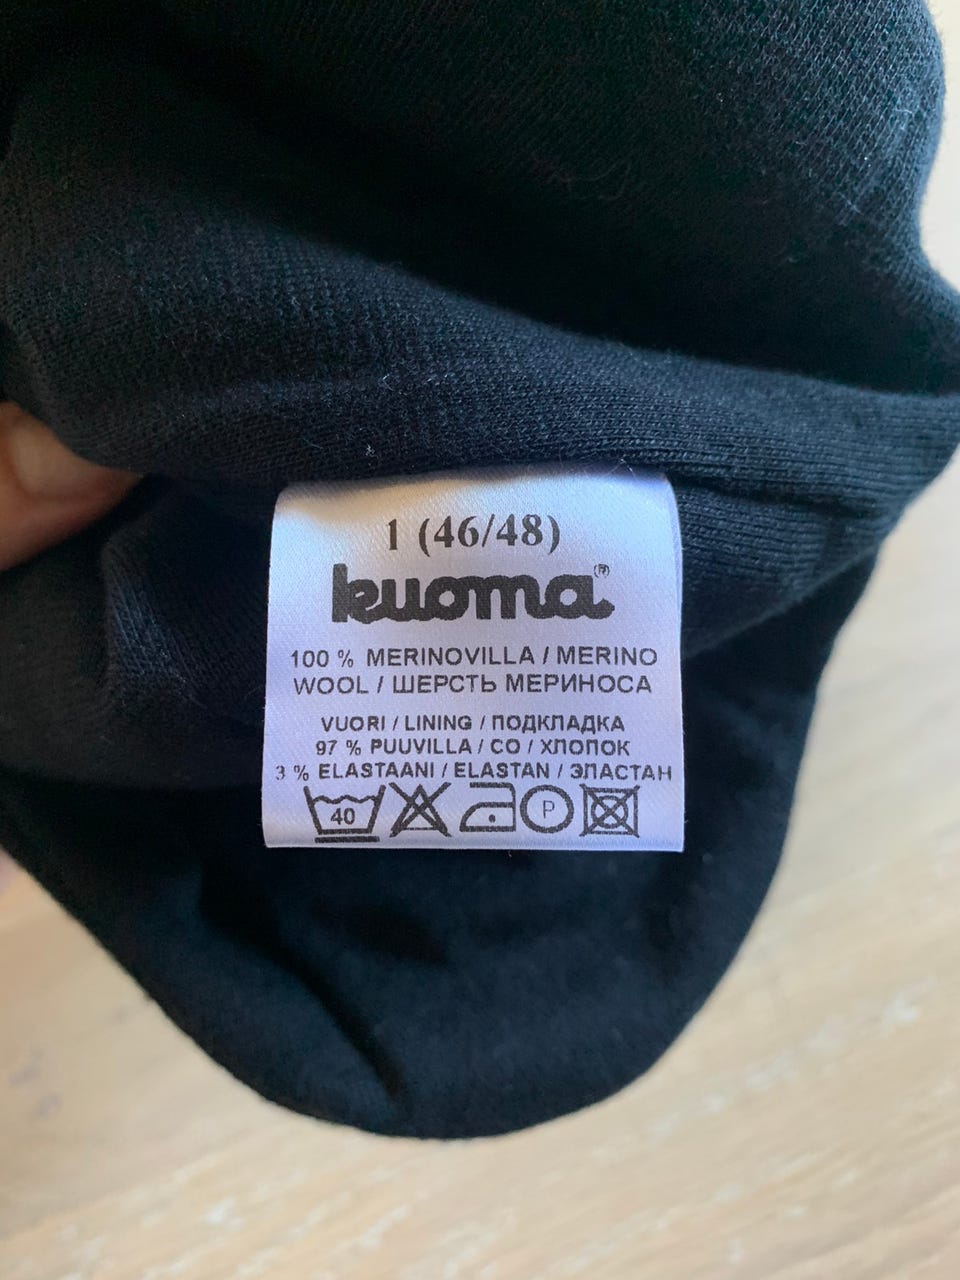 1 (46/48)
kuoma®
100 % MERINOVILLA / MERINO
WOOL / ШЕРСТЬ МЕРИНОСА
VUORI / LINING / ПОДКЛАДКА
97 % PUUVILLA / CO / ХЛОПОК
3 % ELASTAANI / ELASTAN / ЭЛАСТАН
40 P